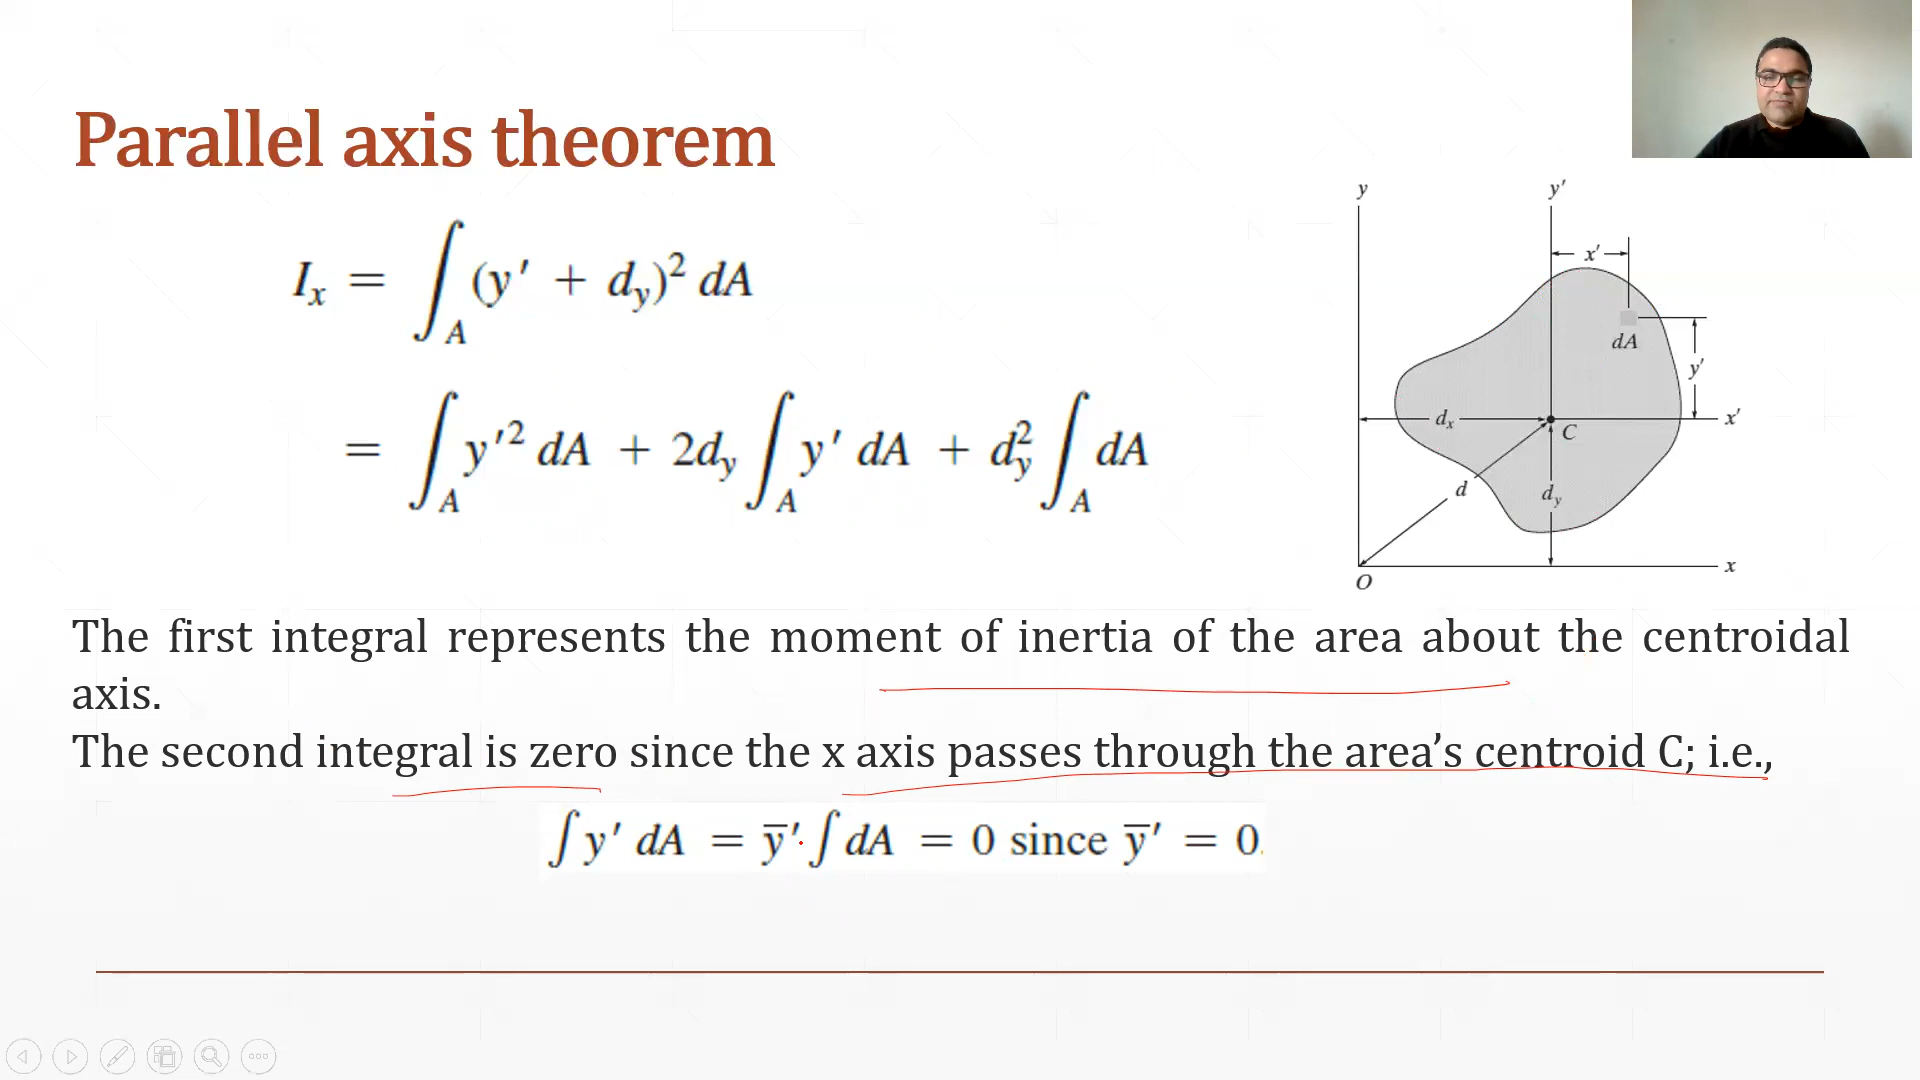 Parallel axis theorem
Iₓ = ∫_A (y′ + d_y)² dA
= ∫_A y′² dA + 2d_y ∫_A y′ dA + d_y² ∫_A dA
y
y′
x′
dA
y′
dₓ
C
x′
d
d_y
O
x
The first integral represents the moment of inertia of the area about the centroidal
axis.
The second integral is zero since the x axis passes through the area’s centroid C; i.e.,
∫ y′ dA = y̅′ ∫ dA = 0 since y̅′ = 0.